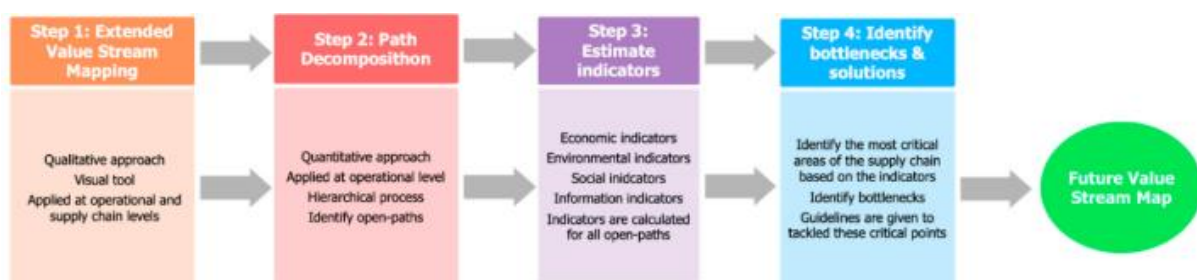 Step 1: Extended
Value Stream
Mapping
Qualitative approach
Visual tool
Applied at operational and
supply chain levels
Step 2: Path
Decomposithon
Quantitative approach
Applied at operational level
Hierarchical process
Identify open-paths
Step 3:
Estimate
indicators
Economic indicators
Environmental indicators
Social inidcators
Information indicators
Indicators are calculated
for all open-paths
Step 4: Identify
bottlenecks &
solutions
Identify the most critical
areas of the supply chain
based on the indicators
Identify bottlenecks
Guidelines are given to
tackled these critical points
Future Value
Stream Map